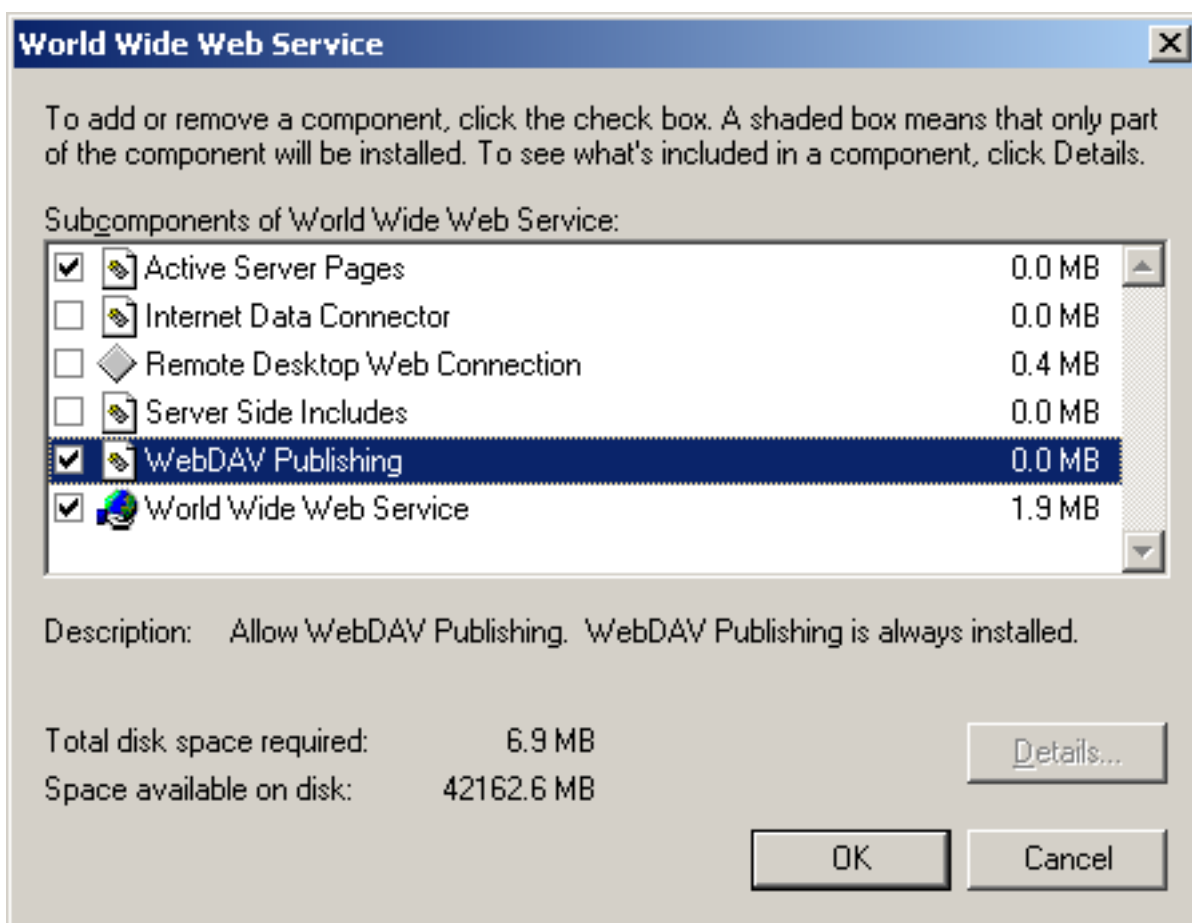 World Wide Web Service
To add or remove a component, click the check box. A shaded box means that only part
of the component will be installed. To see what's included in a component, click Details.
Subcomponents of World Wide Web Service:
Active Server Pages 0.0 MB
Internet Data Connector 0.0 MB
Remote Desktop Web Connection 0.4 MB
Server Side Includes 0.0 MB
WebDAV Publishing 0.0 MB
World Wide Web Service 1.9 MB
Description: Allow WebDAV Publishing. WebDAV Publishing is always installed.
Total disk space required: 6.9 MB
Details...
Space available on disk: 42162.6 MB
OK Cancel